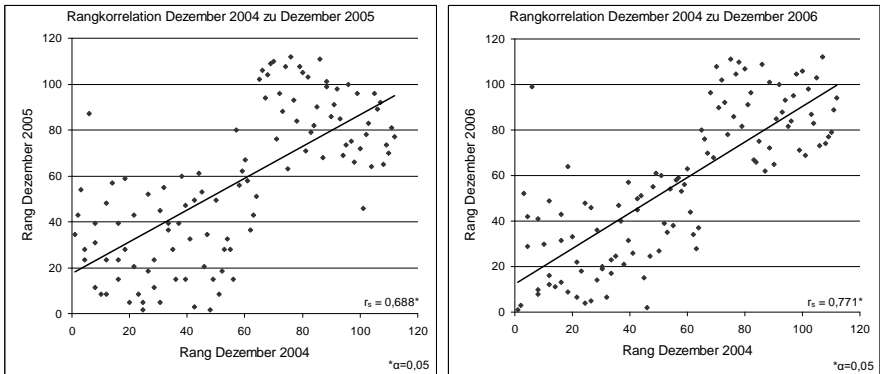 Rangkorrelation Dezember 2004 zu Dezember 2005
120
100
80
60
40
20
0
0 20 40 60 80 100 120
Rang Dezember 2005
Rang Dezember 2004
rs = 0,688*
*α=0,05
Rangkorrelation Dezember 2004 zu Dezember 2006
120
100
80
60
40
20
0
0 20 40 60 80 100 120
Rang Dezember 2006
Rang Dezember 2004
rs = 0,771*
*α=0,05